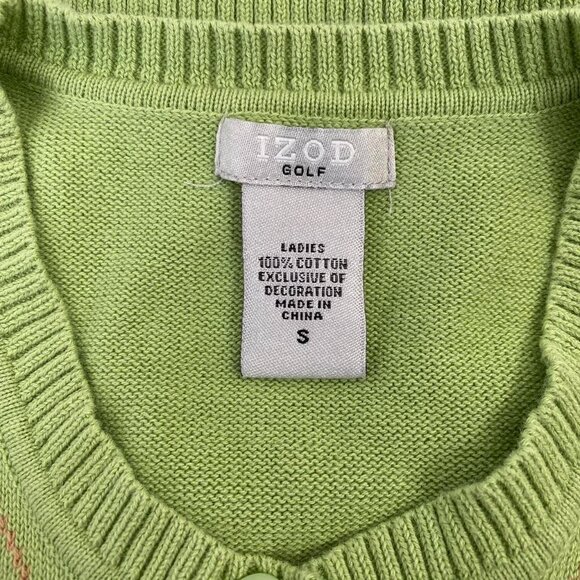 IZOD
GOLF
LADIES
100% COTTON
EXCLUSIVE OF
DECORATION
MADE IN
CHINA
S